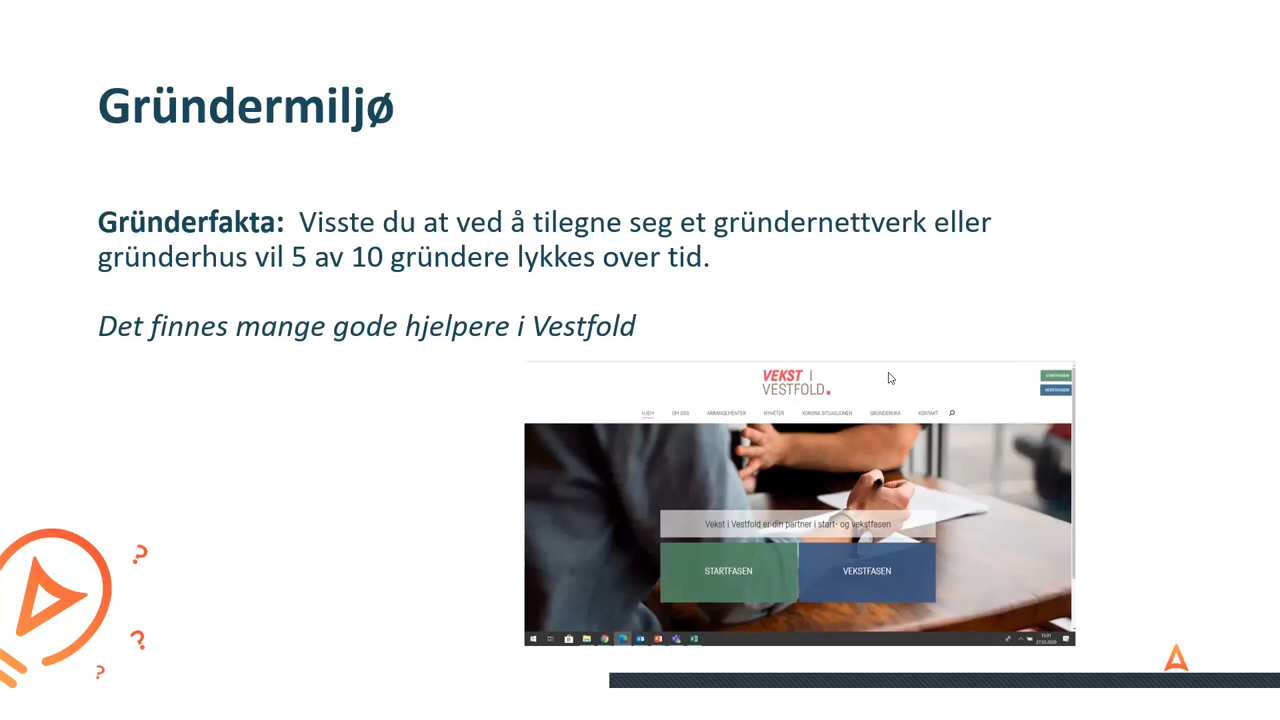 Gründermiljø
Gründerfakta: Visste du at ved å tilegne seg et gründernettverk eller
gründerhus vil 5 av 10 gründere lykkes over tid.
Det finnes mange gode hjelpere i Vestfold
VEKST I
VESTFOLD.
STARTFASEN
VEKSTFASEN
HJEM OM OSS ARRANGEMENTER NYHETER KORONA SITUASJONEN GRÜNDERUKA KONTAKT
Vekst i Vestfold er din partner i start- og vekstfasen
STARTFASEN VEKSTFASEN
? 
?
?